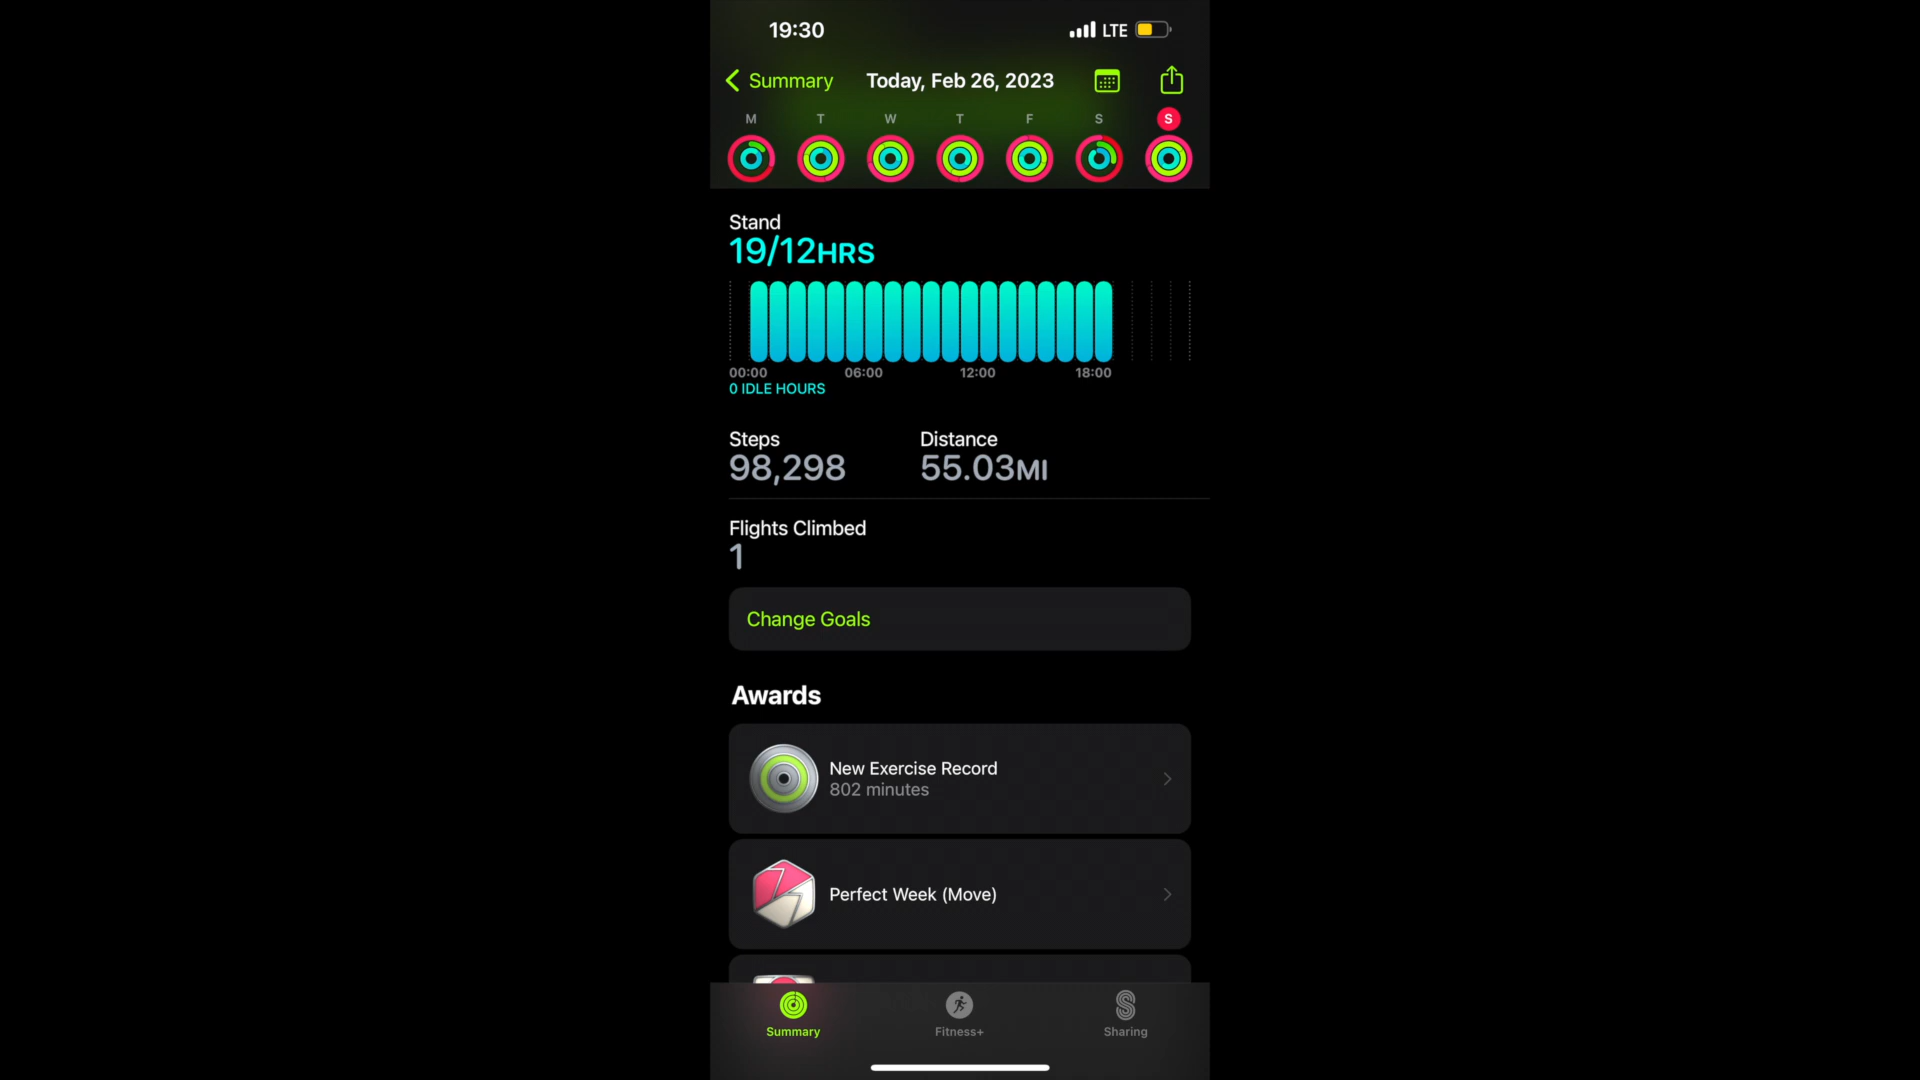 19:30 LTE
Summary Today, Feb 26, 2023
M T W T F S S
Stand
19/12HRS
00:00 06:00 12:00 18:00
0 IDLE HOURS
Steps Distance
98,298 55.03MI
Flights Climbed
1
Change Goals
Awards
New Exercise Record
802 minutes
Perfect Week (Move)
Summary Fitness+ Sharing